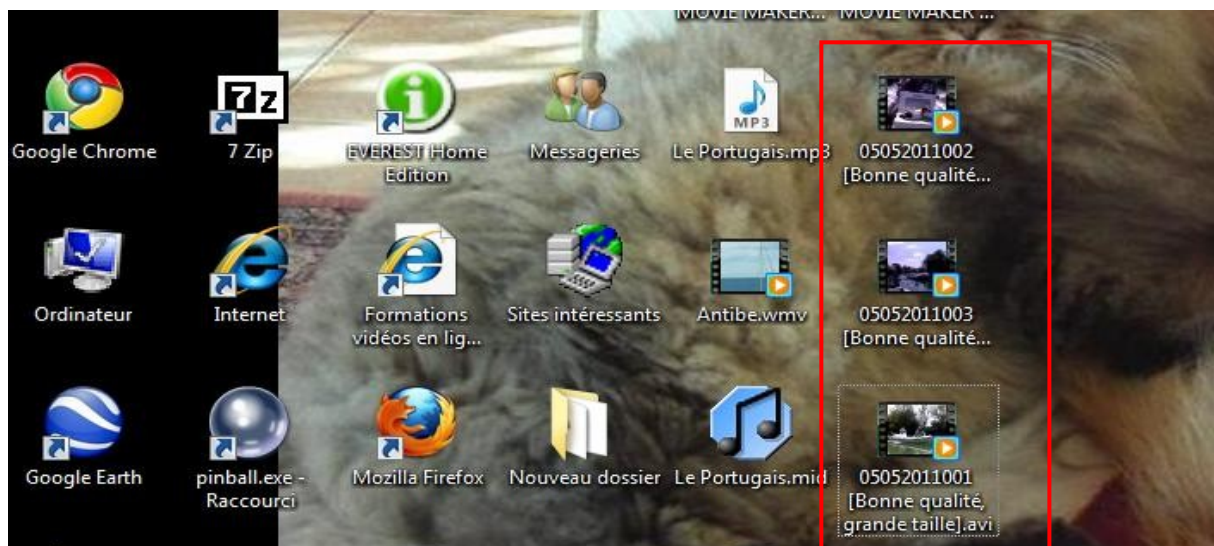 MOVIE MAKER... MOVIE MAKER ...
7z
MP3
Google Chrome
7 Zip
EVEREST Home
Edition
Messageries
Le Portugais.mp3
05052011002
[Bonne qualité...
Ordinateur
Internet
Formations
vidéos en lig...
Sites intéressants
Antibe.wmv
05052011003
[Bonne qualité...
Google Earth
pinball.exe -
Raccourci
Mozilla Firefox
Nouveau dossier
Le Portugais.mid
05052011001
[Bonne qualité,
grande taille].avi